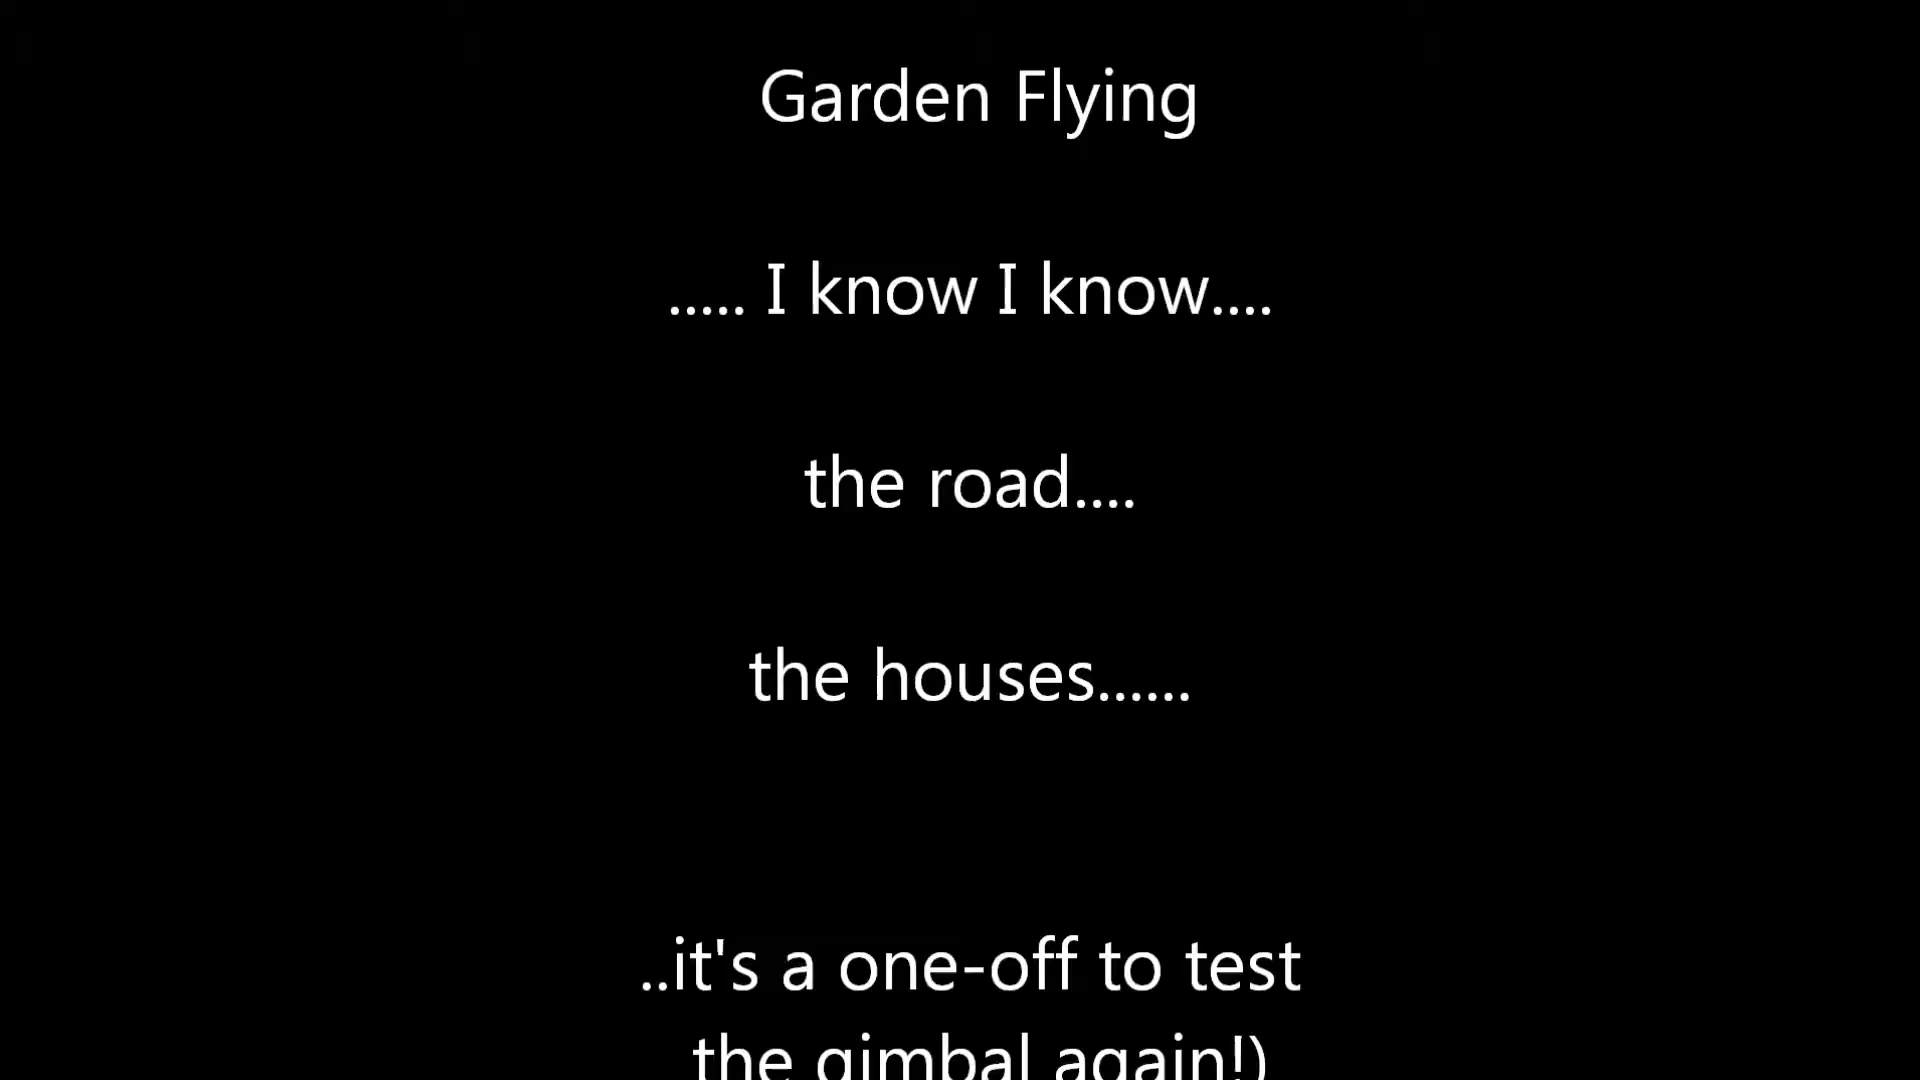 Garden Flying
..... I know I know....
the road....
the houses......
..it's a one-off to test
the gimbal again!)